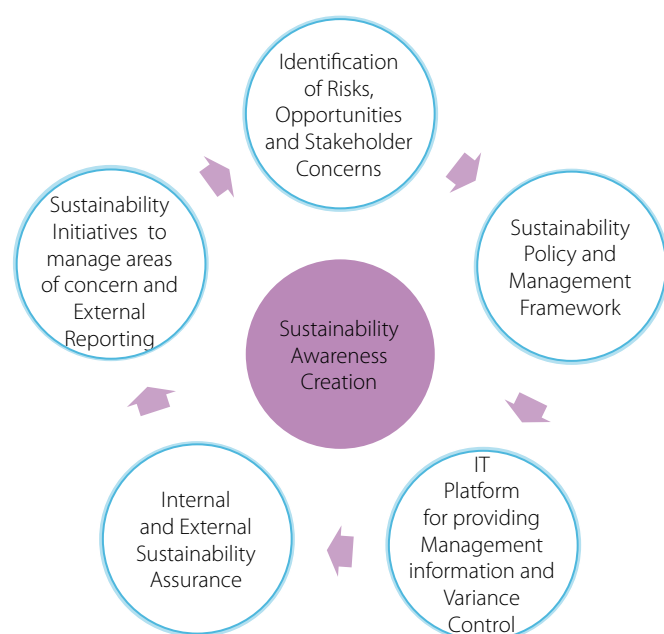 Identification
of Risks,
Opportunities
and Stakeholder
Concerns
Sustainability
Policy and
Management
Framework
IT
Platform
for providing
Management
information and
Variance
Control
Internal
and External
Sustainability
Assurance
Sustainability
Initiatives to
manage areas
of concern and
External
Reporting
Sustainability
Awareness
Creation